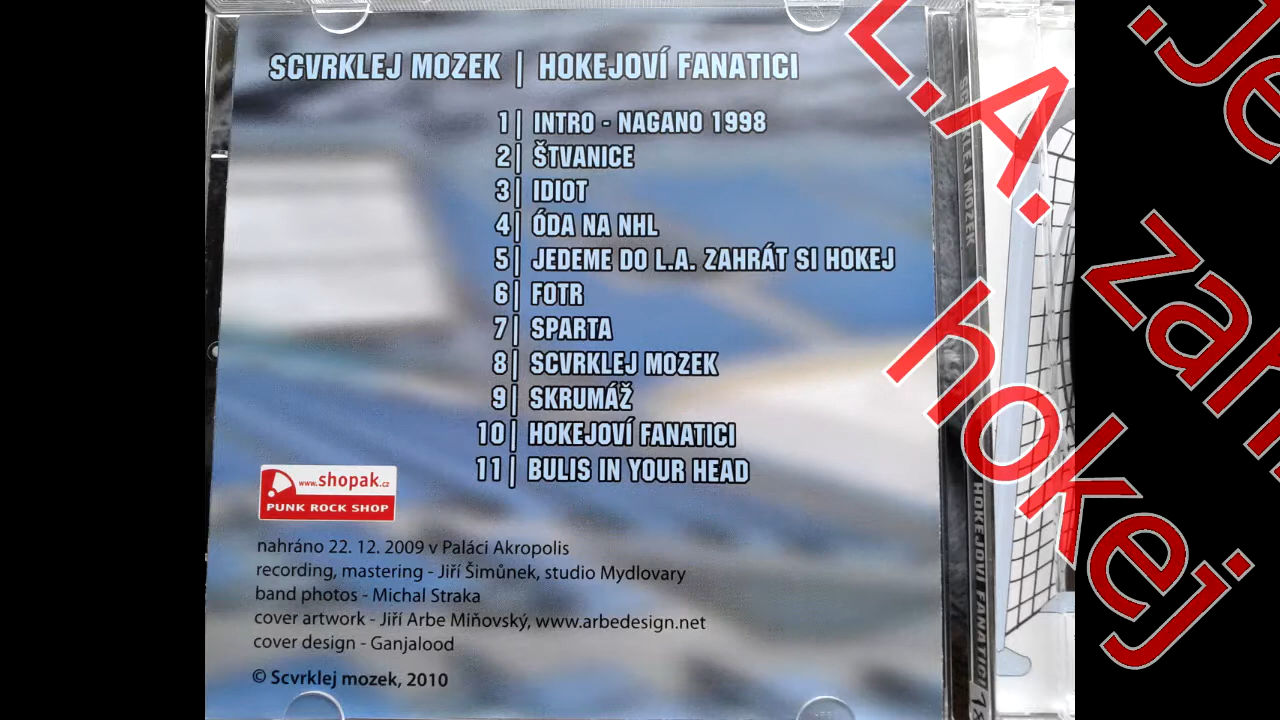 SCVRKLEJ MOZEK | HOKEJOVÍ FANATICI
1| INTRO - NAGANO 1998
2| ŠTVANICE
3| IDIOT
4| ÓDA NA NHL
5| JEDEME DO L.A. ZAHRÁT SI HOKEJ
6| FOTR
7| SPARTA
8| SCVRKLEJ MOZEK
9| SKRUMÁŽ
10| HOKEJOVÍ FANATICI
11| BULIS IN YOUR HEAD
www.shopak.cz
PUNK ROCK SHOP
nahráno 22. 12. 2009 v Paláci Akropolis
recording, mastering - Jiří Šimůnek, studio Mydlovary
band photos - Michal Straka
cover artwork - Jiří Arbe Miňovský, www.arbedesign.net
cover design - Ganjalood
© Scvrklej mozek, 2010
SCVRKLEJ MOZEK
HOKEJOVÍ FANATICI
L.A.
hokej